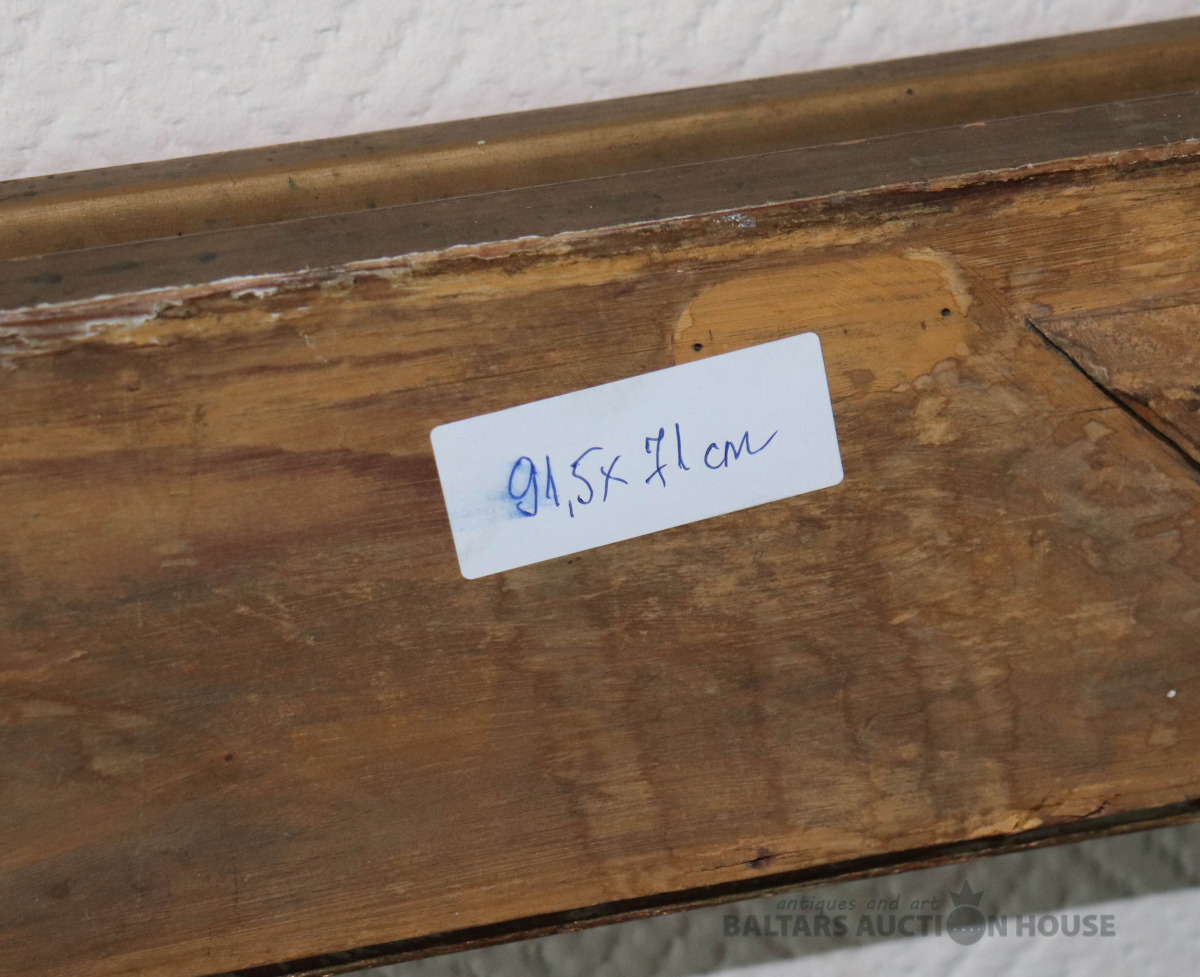 91,5x 71 cm
antiques and art
BALTARS AUCTION HOUSE